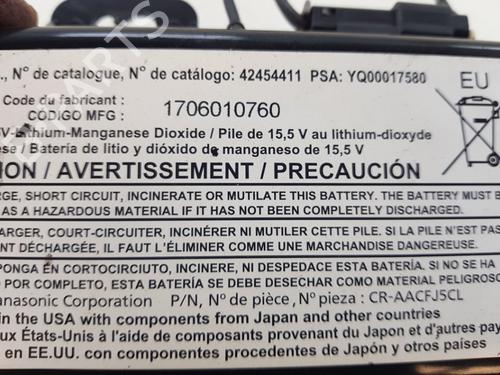 ., N° de catalogue, N° de catálogo: 42454411 PSA: YQ00017580
EU
Code du fabricant :
CÓDIGO MFG : 1706010760
5V-Lithium-Manganese Dioxide / Pile de 15,5 V au lithium-dioxyde
ese / Batería de litio y dióxido de manganeso de 15,5 V
ION / AVERTISSEMENT / PRECAUCIÓN
RGE, SHORT CIRCUIT, INCINERATE OR MUTILATE THIS BATTERY. THE BATTERY MUST B
D AS A HAZARDOUS MATERIAL IF IT HAS NOT BEEN COMPLETELY DISCHARGED.
HARGER, COURT-CIRCUITER, INCINÉRER NI MUTILER CETTE PILE. SI LA PILE N'EST
ENT DÉCHARGÉE, IL FAUT L'ÉLIMINER COMME UNE MARCHANDISE DANGEREUSE.
PONGA EN CORTOCIRCUITO, INCINERE, NI DESPEDACE ESTA BATERÍA. SI NO SE HA
O POR COMPLETO, ESTA BATERÍA SE DEBE DESECHAR COMO MATERIAL PELIGROSO.
anasonic Corporation P/N, N° de pièce, N° pieza : CR-AACFJ5CL
in the USA with components from Japan and other countries
aux États-Unis à l'aide de composants provenant du Japon et d'autres pay
en EE.UU. con componentes procedentes de Japón y otros países